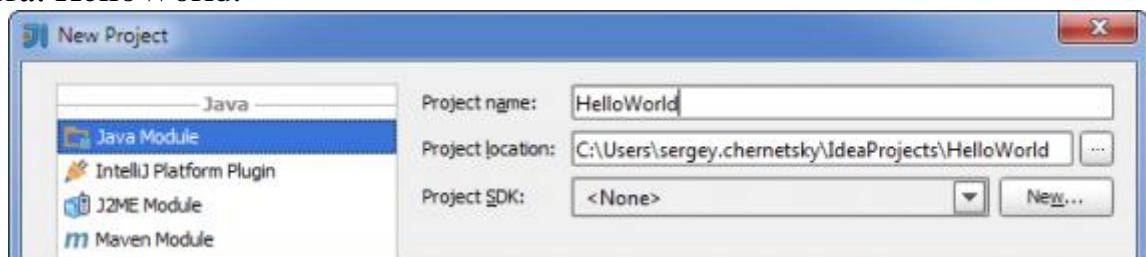 HelloWorld.
New Project
Java
Java Module
IntelliJ Platform Plugin
J2ME Module
Maven Module
Project name: HelloWorld
Project location: C:\Users\sergey.chernetsky\IdeaProjects\HelloWorld ...
Project SDK: <None> New...